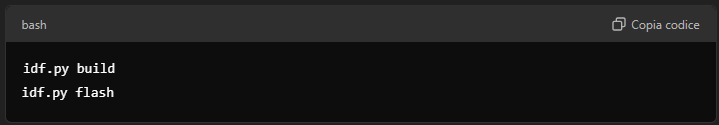 bash
Copia codice
idf.py build
idf.py flash